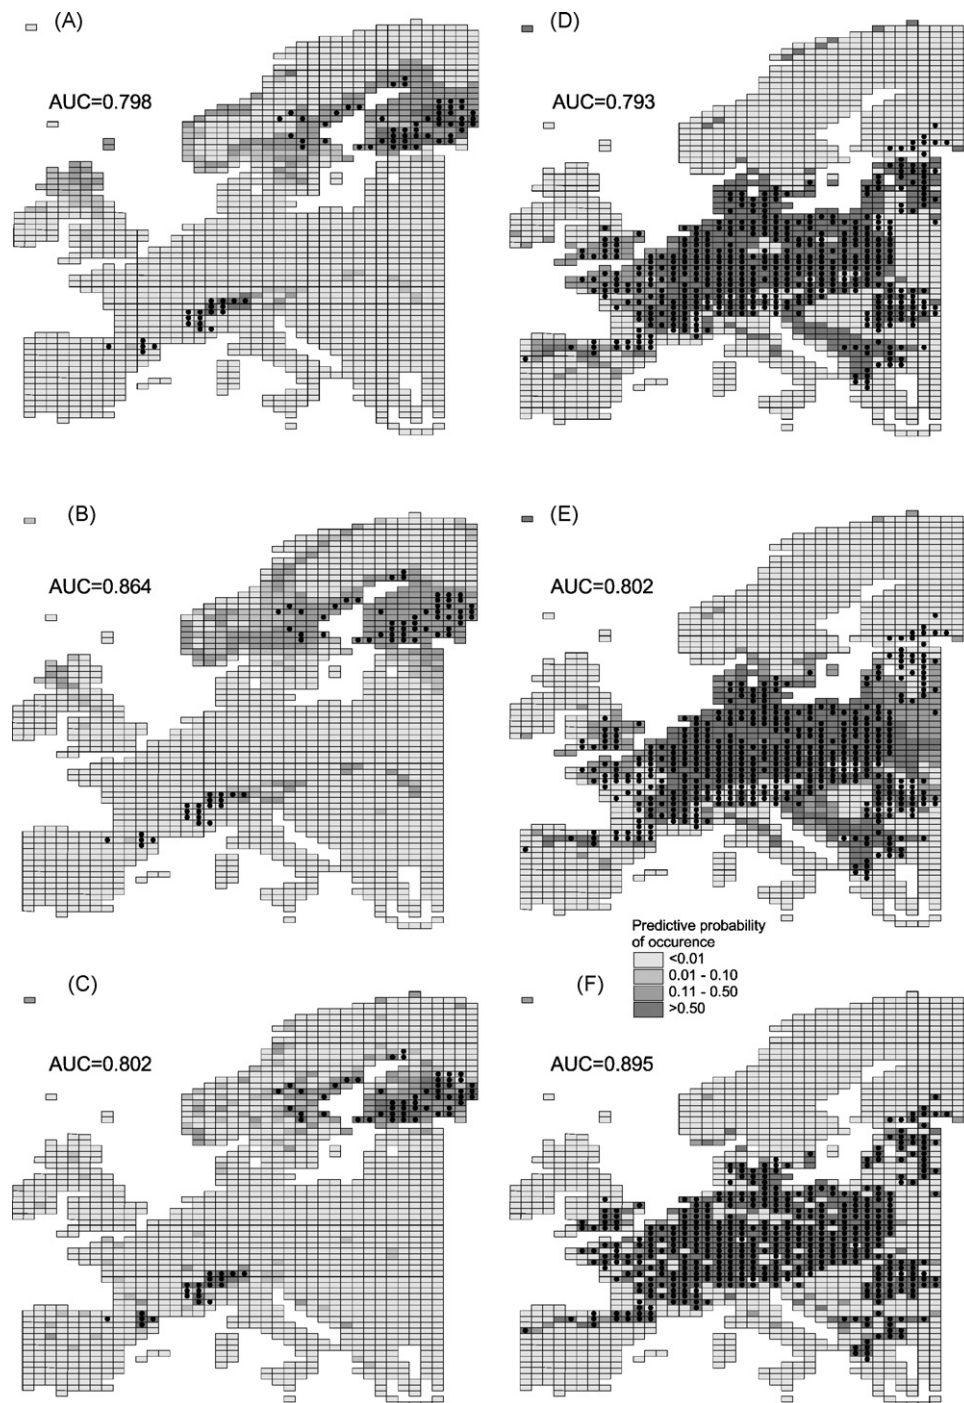 (A)
AUC=0.798
(D)
AUC=0.793
(B)
AUC=0.864
(E)
AUC=0.802
Predictive probability
of occurence
<0.01
0.01 - 0.10
0.11 - 0.50
>0.50
(C)
AUC=0.802
(F)
AUC=0.895